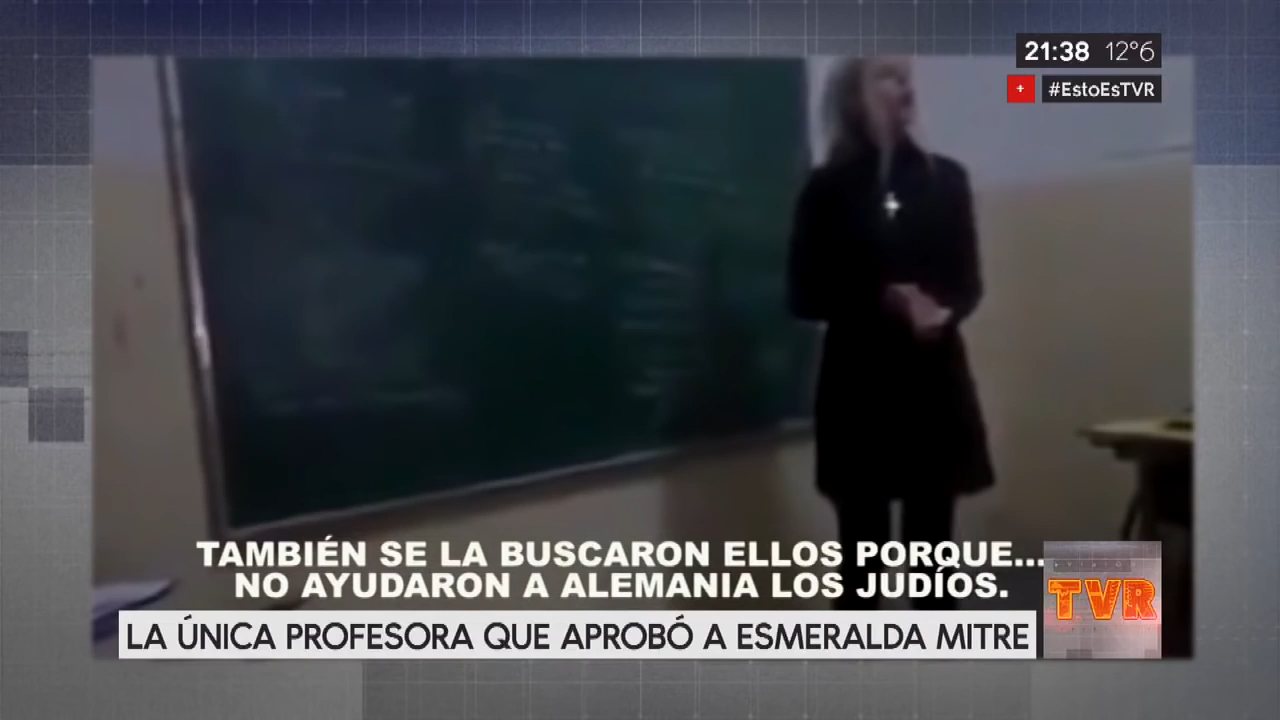 21:38 12°6
+ #EstoEsTVR
TAMBIÉN SE LA BUSCARON ELLOS PORQUE...
NO AYUDARON A ALEMANIA LOS JUDÍOS.
LA ÚNICA PROFESORA QUE APROBÓ A ESMERALDA MITRE
TVR